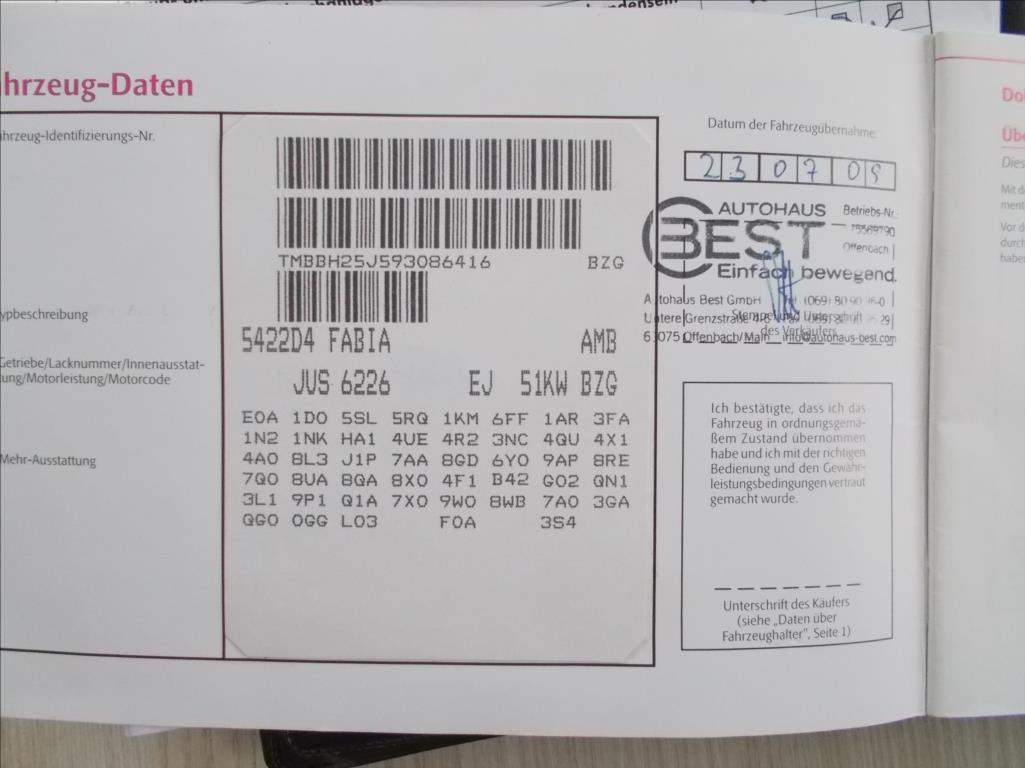 hrzeug-Daten
hrzeug-Identifizierungs-Nr.
TMBBH25J593086416 BZG
ypbeschreibung
5422D4 FABIA AMB
Getriebe/Lacknummer/Innenausstat-
tung/Motorleistung/Motorcode
JUS 6226 EJ 51KW BZG
Mehr-Ausstattung
E0A 1D0 5SL 5RQ 1KM 6FF 1AR 3FA
1N2 1NK HA1 4UE 4R2 3NC 4QU 4X1
4A0 8L3 J1P 7AA 8GD 6Y0 9AP 8RE
7Q0 8UA 8QA 8X0 4F1 B42 G02 QN1
3L1 9P1 Q1A 7X0 9W0 8WB 7A0 3GA
QG0 0GG L03 F0A 3S4
Datum der Fahrzeugübernahme:
23 07 09
AUTOHAUS
BEST
Einfach bewegend.
Betriebs-Nr.:
Offenbach
Autohaus Best GmbH
Untere Grenzstraße
Stempel und Unterschrift
des Verkäufers
63075 Offenbach/Main info@autohaus-best.com
Ich bestätigte, dass ich das
Fahrzeug in ordnungsgemä-
ßem Zustand übernommen
habe und ich mit der richtigen
Bedienung und den Gewähr-
leistungsbedingungen vertraut
gemacht wurde.
Unterschrift des Käufers
(siehe „Daten über
Fahrzeughalter", Seite 1)